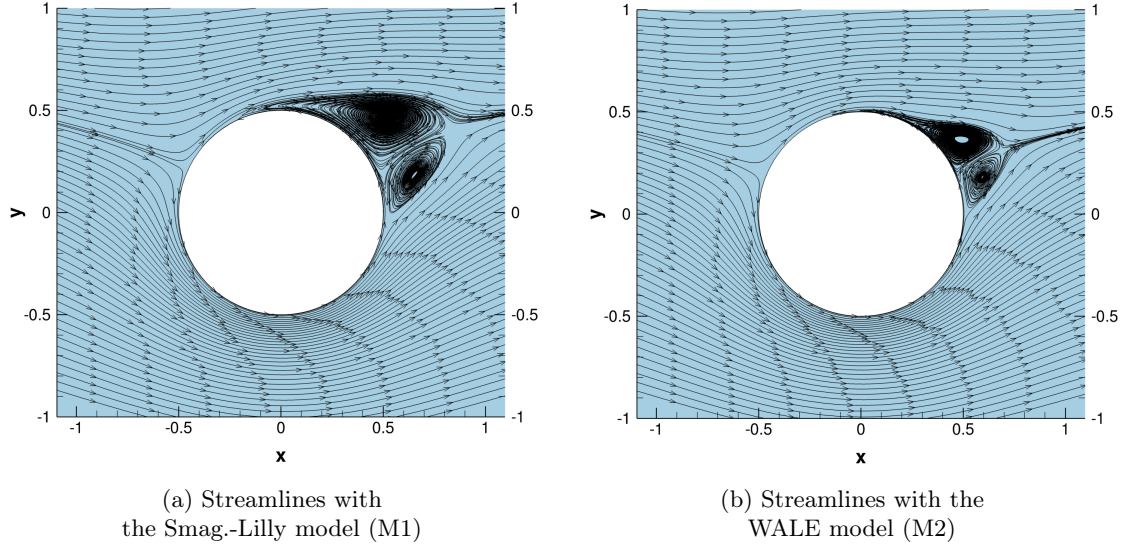 1 1 1 1
0.5 0.5 0.5 0.5
y 0 0 y 0 0
-0.5 -0.5 -0.5 -0.5
-1 -1 -1 -1
-1 -0.5 0 0.5 1 -1 -0.5 0 0.5 1
x x
(a) Streamlines with
the Smag.-Lilly model (M1)
(b) Streamlines with the
WALE model (M2)